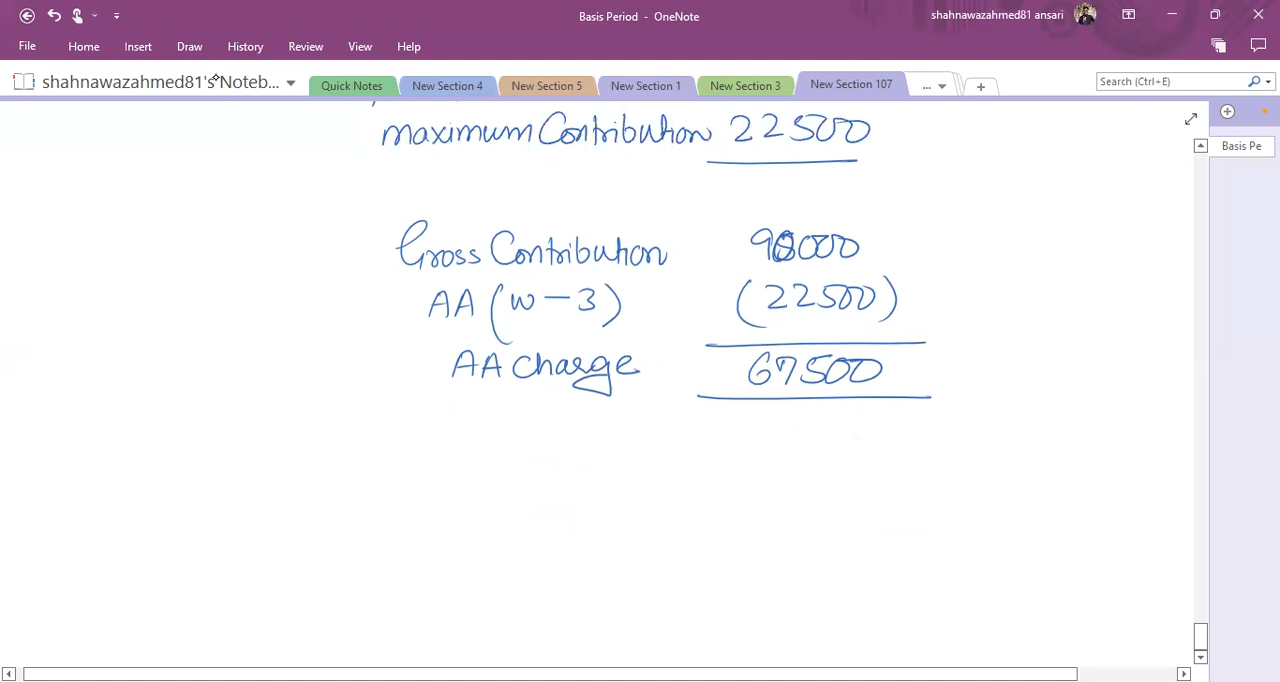 Basis Period - OneNote
shahnawazahmed81 ansari
File Home Insert Draw History Review View Help
shahnawazahmed81's Noteb...
Quick Notes
New Section 4
New Section 5
New Section 1
New Section 3
New Section 107
...
Search (Ctrl+E)
Basis Pe
maximum Contribution 22500
Gross Contribution 90000
AA (W-3) (22500)
AA charge 67500